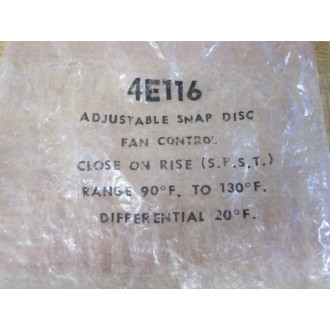 4E116
ADJUSTABLE SNAP DISC
FAN CONTROL
CLOSE ON RISE (S.P.S.T.)
RANGE 90°F. TO 130°F.
DIFFERENTIAL 20°F.